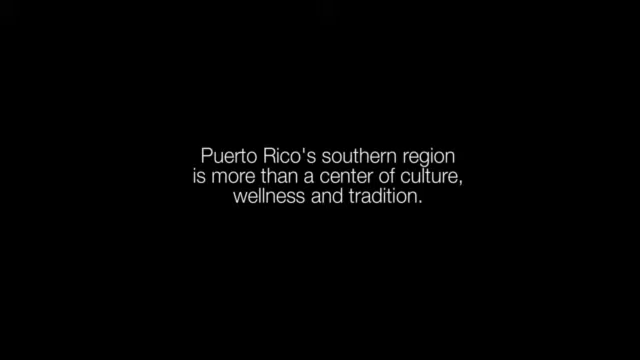 Puerto Rico's southern region
is more than a center of culture,
wellness and tradition.